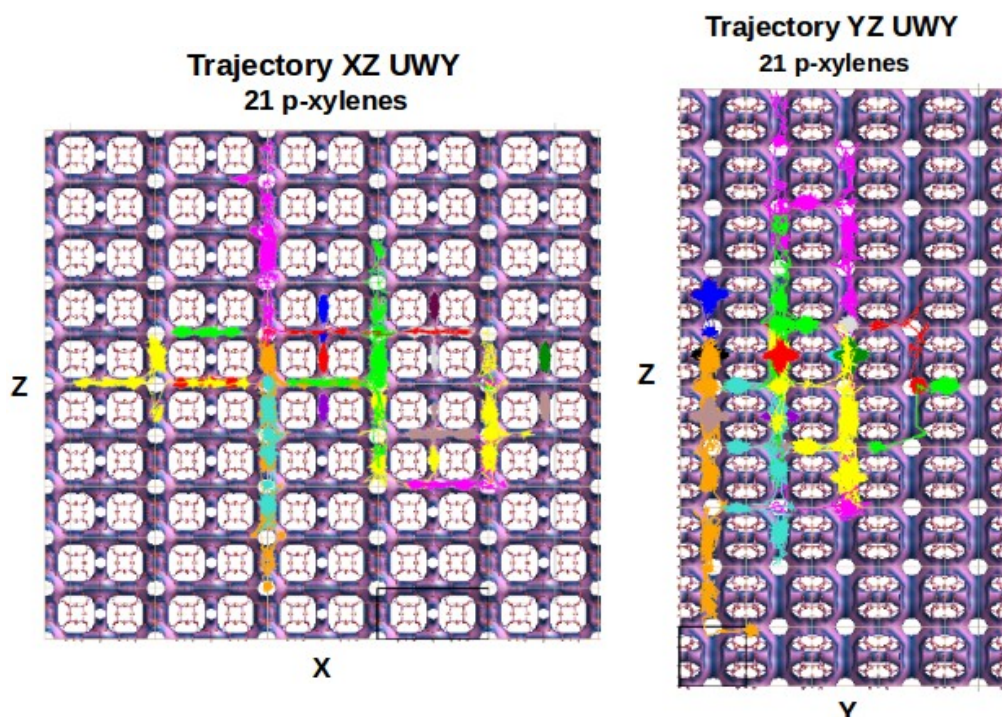 Trajectory XZ UWY
21 p-xylenes
Z
X
Trajectory YZ UWY
21 p-xylenes
Z
Y